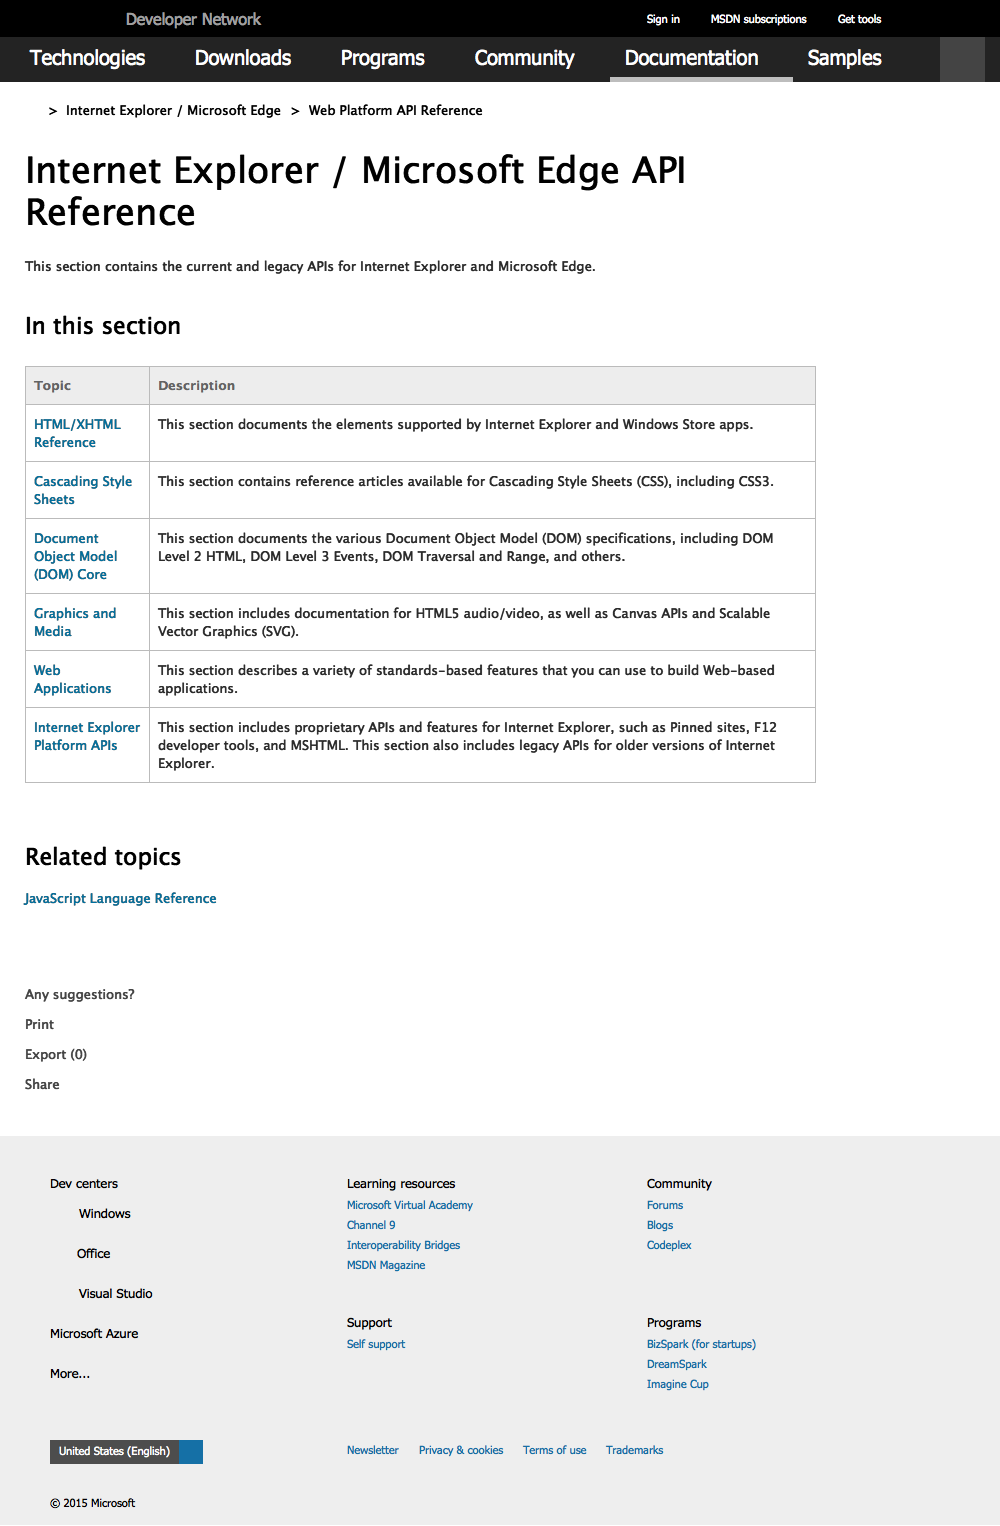 Developer Network
Sign in
MSDN subscriptions
Get tools
Technologies
Downloads
Programs
Community
Documentation
Samples
> Internet Explorer / Microsoft Edge > Web Platform API Reference
Internet Explorer / Microsoft Edge API
Reference
This section contains the current and legacy APIs for Internet Explorer and Microsoft Edge.
In this section
Topic
Description
HTML/XHTML
Reference
This section documents the elements supported by Internet Explorer and Windows Store apps.
Cascading Style
Sheets
This section contains reference articles available for Cascading Style Sheets (CSS), including CSS3.
Document
Object Model
(DOM) Core
This section documents the various Document Object Model (DOM) specifications, including DOM
Level 2 HTML, DOM Level 3 Events, DOM Traversal and Range, and others.
Graphics and
Media
This section includes documentation for HTML5 audio/video, as well as Canvas APIs and Scalable
Vector Graphics (SVG).
Web
Applications
This section describes a variety of standards-based features that you can use to build Web-based
applications.
Internet Explorer
Platform APIs
This section includes proprietary APIs and features for Internet Explorer, such as Pinned sites, F12
developer tools, and MSHTML. This section also includes legacy APIs for older versions of Internet
Explorer.
Related topics
JavaScript Language Reference
Any suggestions?
Print
Export (0)
Share
Dev centers
Windows
Office
Visual Studio
Microsoft Azure
More...
Learning resources
Microsoft Virtual Academy
Channel 9
Interoperability Bridges
MSDN Magazine
Community
Forums
Blogs
Codeplex
Support
Self support
Programs
BizSpark (for startups)
DreamSpark
Imagine Cup
United States (English)
Newsletter
Privacy & cookies
Terms of use
Trademarks
© 2015 Microsoft